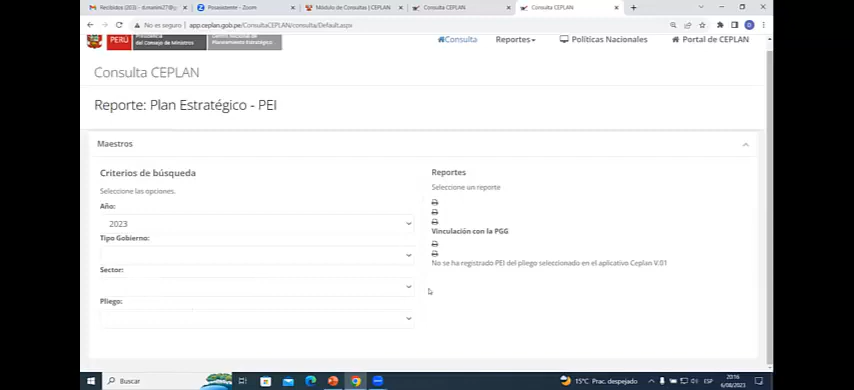 Recibidos (203) - d.manini27@g
Posasistente - Zoom
Módulo de Consultas | CEPLAN
Consulta CEPLAN
Consulta CEPLAN
No es seguro | app.ceplan.gob.pe/ConsultaCEPLAN/consulta/Default.aspx
PERÚ
Presidencia
del Consejo de Ministros
Centro Nacional de
Planeamiento Estratégico
Consulta
Reportes
Políticas Nacionales
Portal de CEPLAN
Consulta CEPLAN
Reporte: Plan Estratégico - PEI
Maestros
Criterios de búsqueda
Seleccione las opciones.
Año:
2023
Tipo Gobierno:
Sector:
Pliego:
Reportes
Seleccione un reporte
Vinculación con la PGG
No se ha registrado PEI del pliego seleccionado en el aplicativo Ceplan V.01
Buscar
15°C Prac. despejado
ESP
20:16
6/08/2023